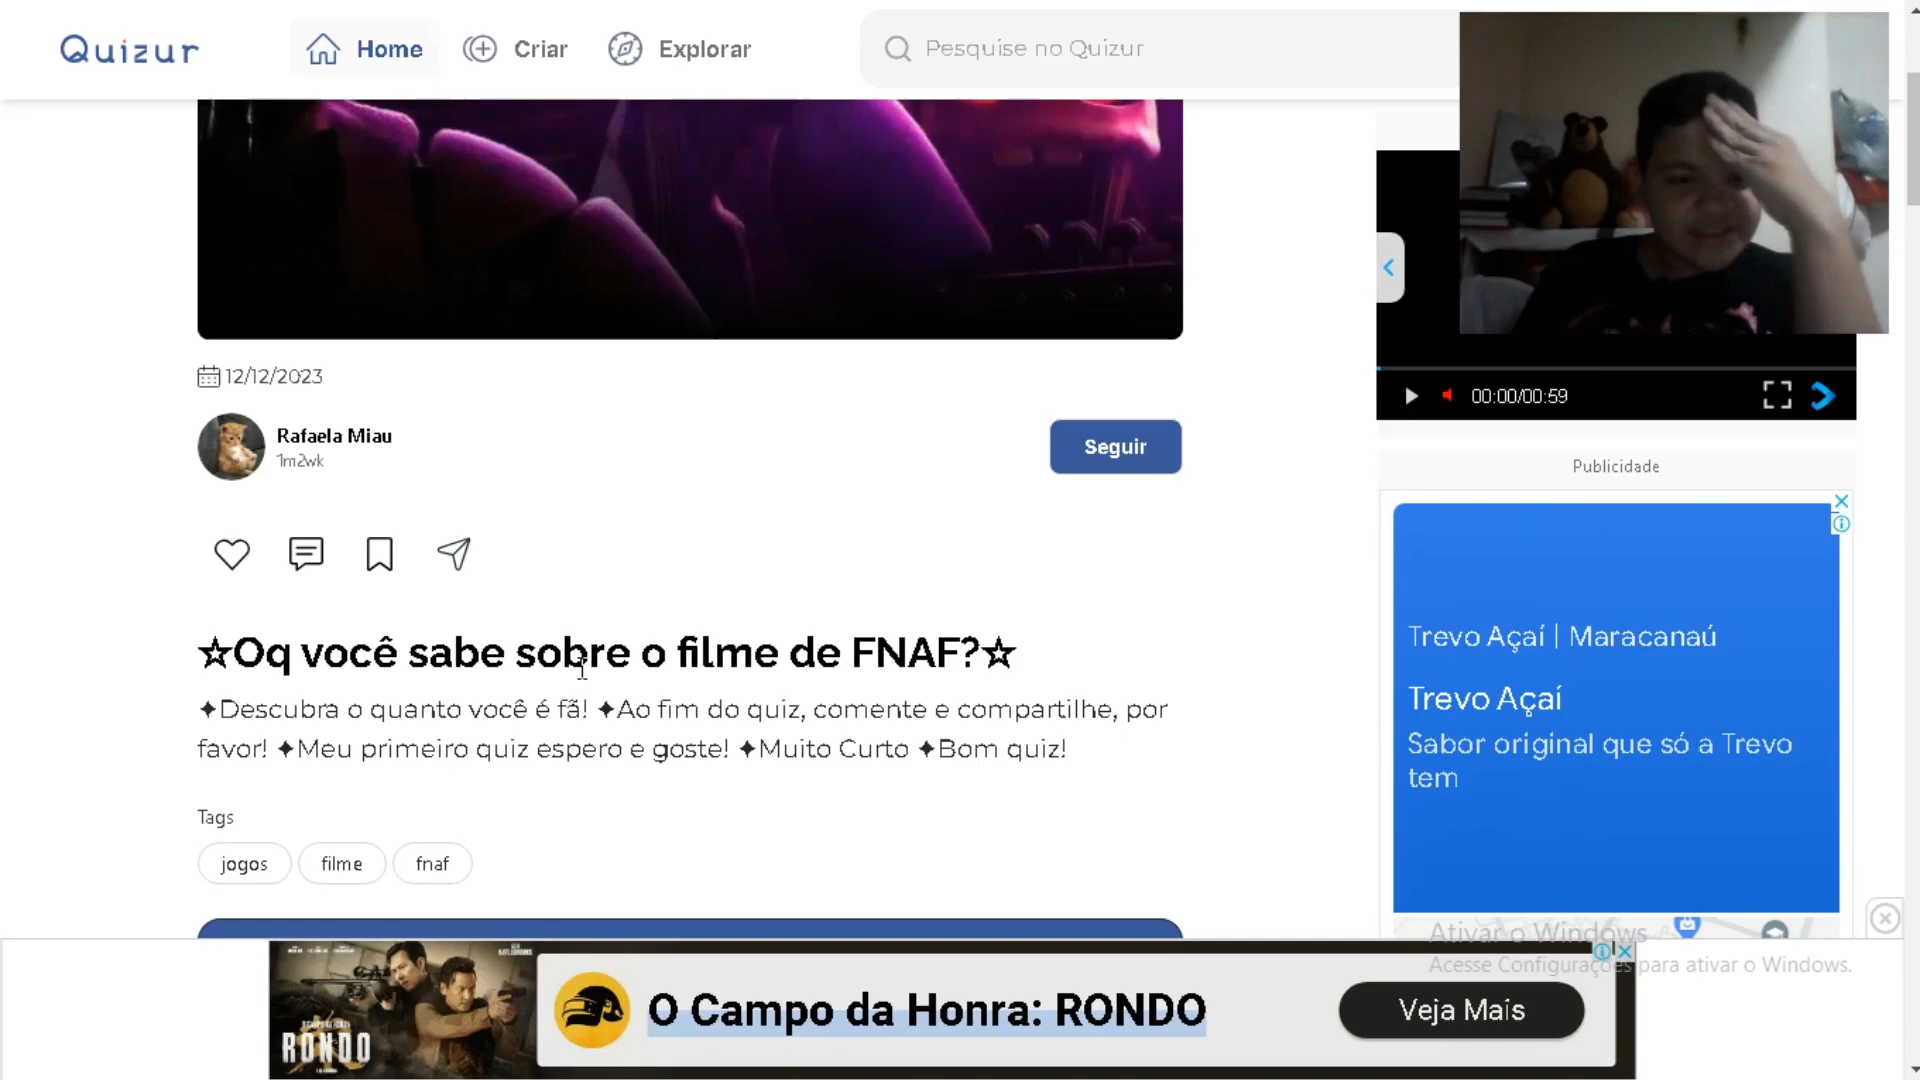 Quizur
Home
Criar
Explorar
Pesquise no Quizur
12/12/2023
Rafaela Miau
1m2wk
Seguir
00:00/00:59
Publicidade
☆Oq você sabe sobre o filme de FNAF?☆
✦Descubra o quanto você é fã! ✦Ao fim do quiz, comente e compartilhe, por
favor! ✦Meu primeiro quiz espero e goste! ✦Muito Curto ✦Bom quiz!
Tags
jogos
filme
fnaf
Trevo Açaí | Maracanaú
Trevo Açaí
Sabor original que só a Trevo
tem
Ativar o Windows
Acesse Configurações para ativar o Windows.
RONDO
O Campo da Honra: RONDO
Veja Mais